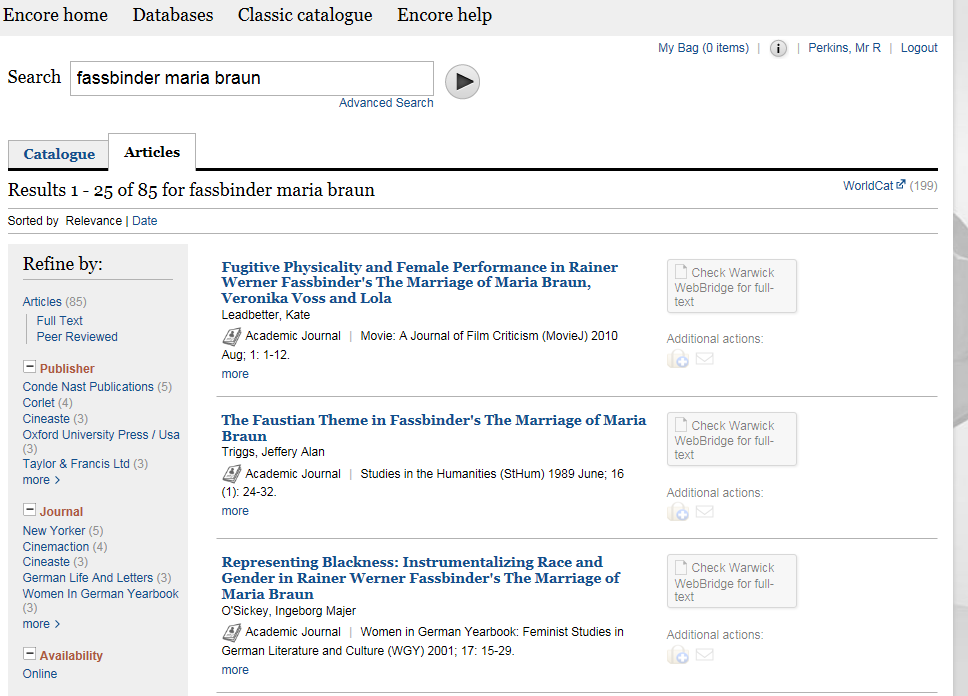 Encore home Databases Classic catalogue Encore help
My Bag (0 items) | i | Perkins, Mr R | Logout
Search fassbinder maria braun
Advanced Search
Catalogue Articles
Results 1 - 25 of 85 for fassbinder maria braun
WorldCat (199)
Sorted by Relevance | Date
Refine by:
Articles (85)
Full Text
Peer Reviewed
Publisher
Conde Nast Publications (5)
Corlet (4)
Cineaste (3)
Oxford University Press / Usa
(3)
Taylor & Francis Ltd (3)
more >
Journal
New Yorker (5)
Cinemaction (4)
Cineaste (3)
German Life And Letters (3)
Women In German Yearbook
(3)
more >
Availability
Online
Fugitive Physicality and Female Performance in Rainer
Werner Fassbinder's The Marriage of Maria Braun,
Veronika Voss and Lola
Leadbetter, Kate
Academic Journal | Movie: A Journal of Film Criticism (MovieJ) 2010
Aug; 1: 1-12.
more
Check Warwick
WebBridge for full-
text
Additional actions:
The Faustian Theme in Fassbinder's The Marriage of Maria
Braun
Triggs, Jeffery Alan
Academic Journal | Studies in the Humanities (StHum) 1989 June; 16
(1): 24-32.
more
Check Warwick
WebBridge for full-
text
Additional actions:
Representing Blackness: Instrumentalizing Race and
Gender in Rainer Werner Fassbinder's The Marriage of
Maria Braun
O'Sickey, Ingeborg Majer
Academic Journal | Women in German Yearbook: Feminist Studies in
German Literature and Culture (WGY) 2001; 17: 15-29.
more
Check Warwick
WebBridge for full-
text
Additional actions: